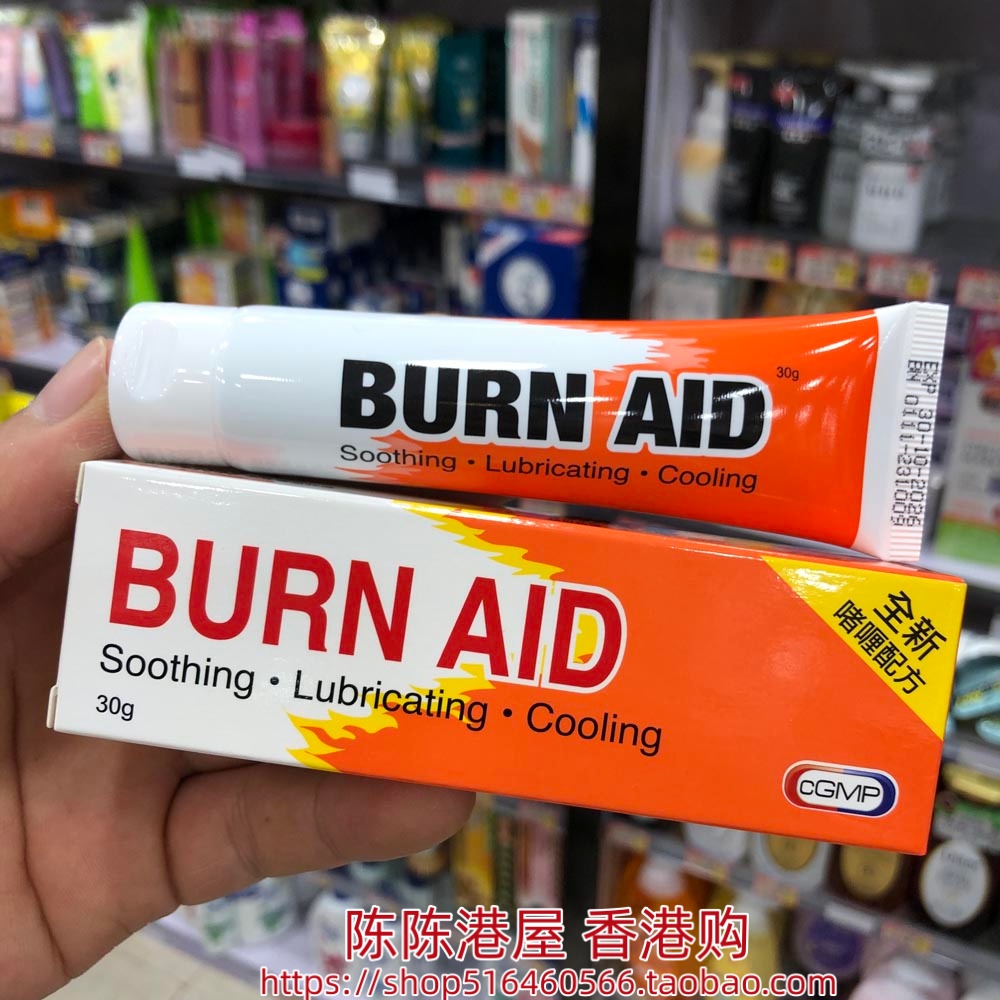 BURN AID
30g
Soothing · Lubricating · Cooling
EXP 30-10-2026
BN 0111-231009
BURN AID
Soothing · Lubricating · Cooling
30g
全新
啫喱配方
cGMP
陈陈港屋 香港购
https://shop516460566.taobao.com/